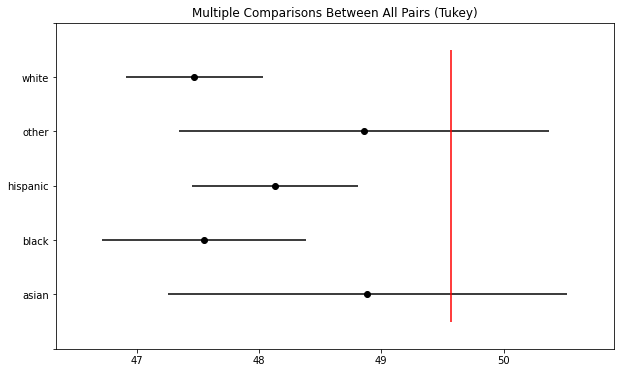 Multiple Comparisons Between All Pairs (Tukey)
white
other
hispanic
black
asian
47 48 49 50